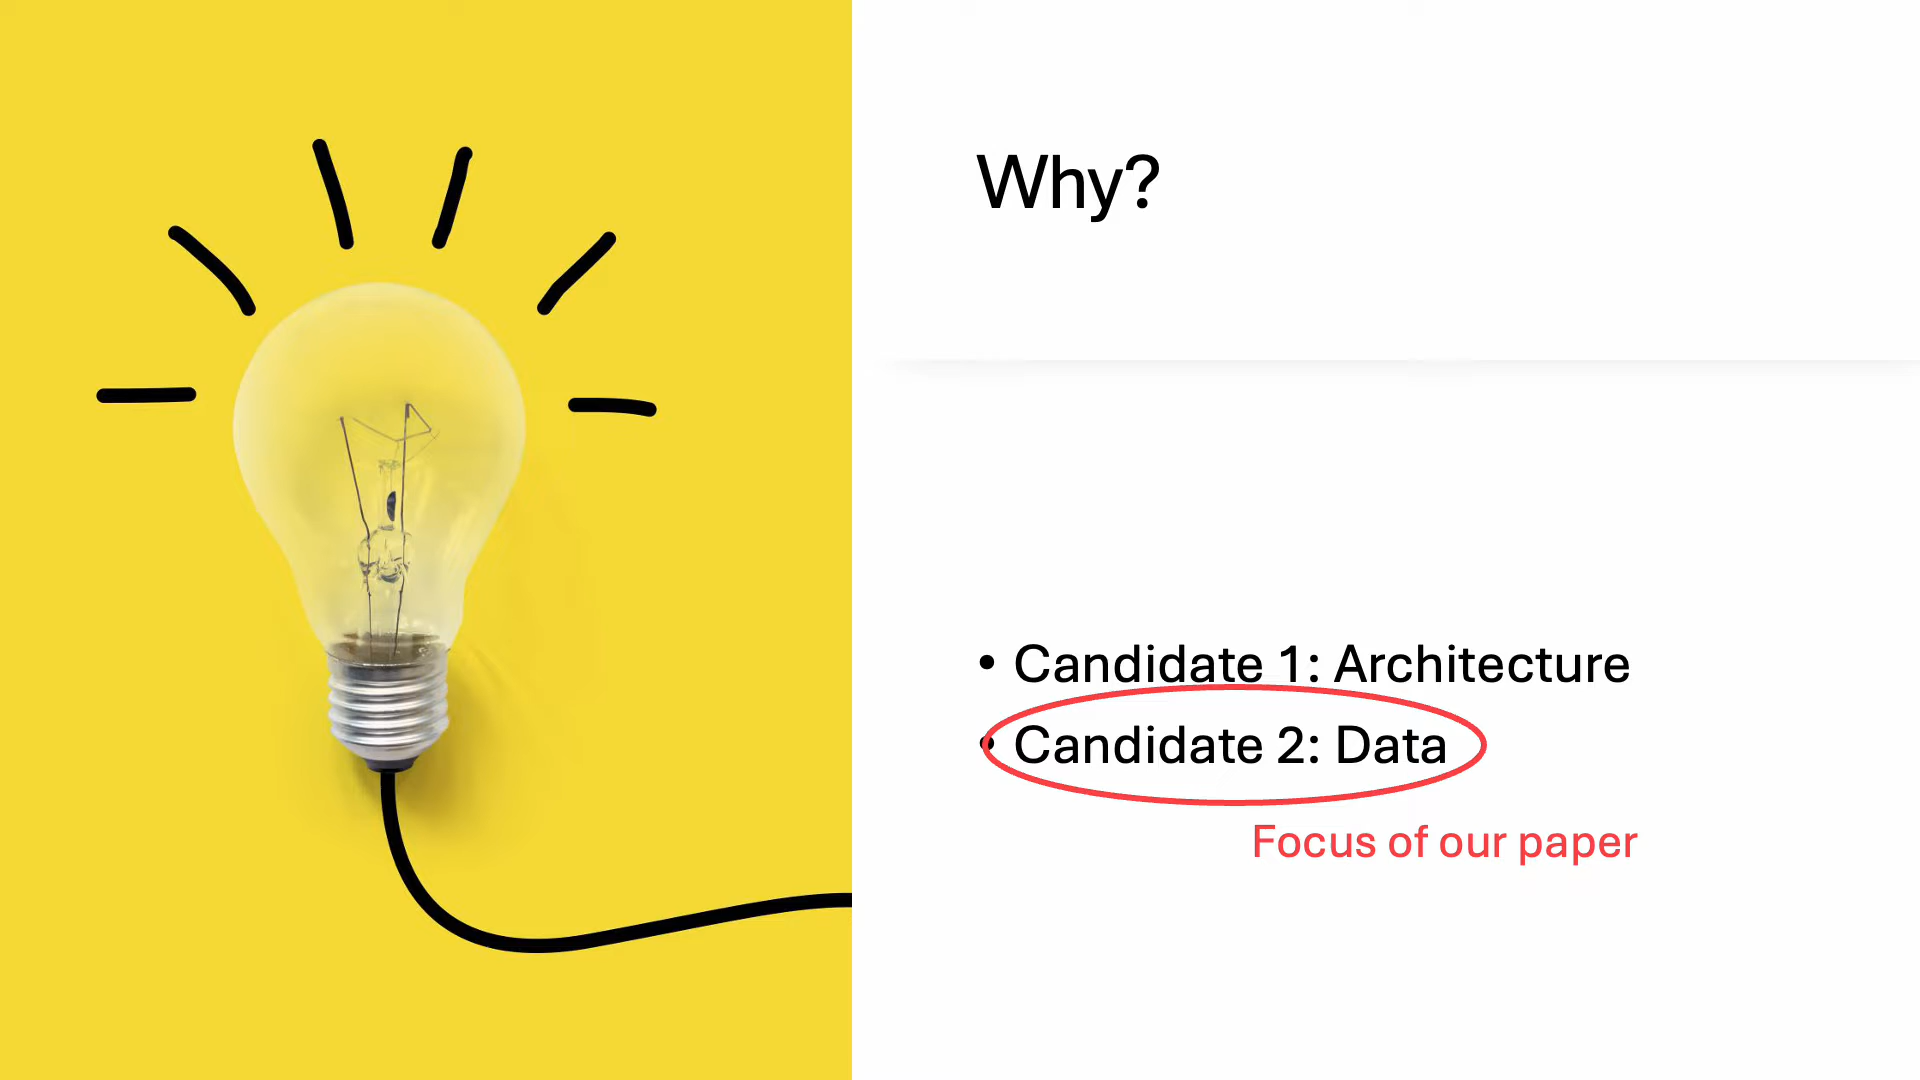 Why?
• Candidate 1: Architecture
• Candidate 2: Data
Focus of our paper